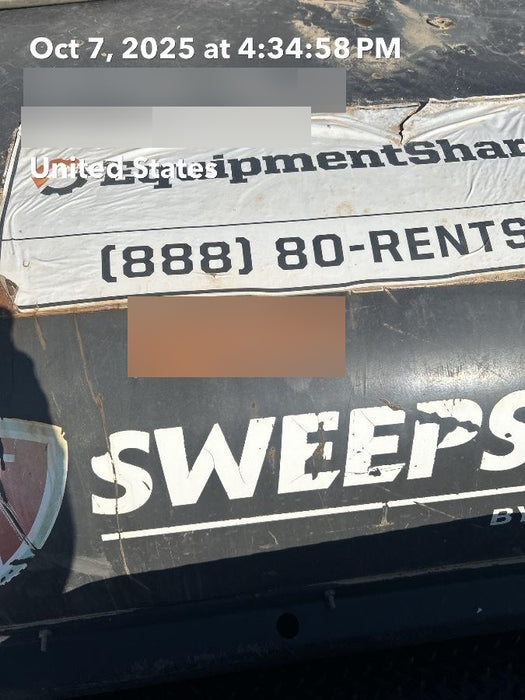 Oct 7, 2025 at 4:34:58 PM
United States
EquipmentShar
(888) 80-RENTS
SWEEPS
BY